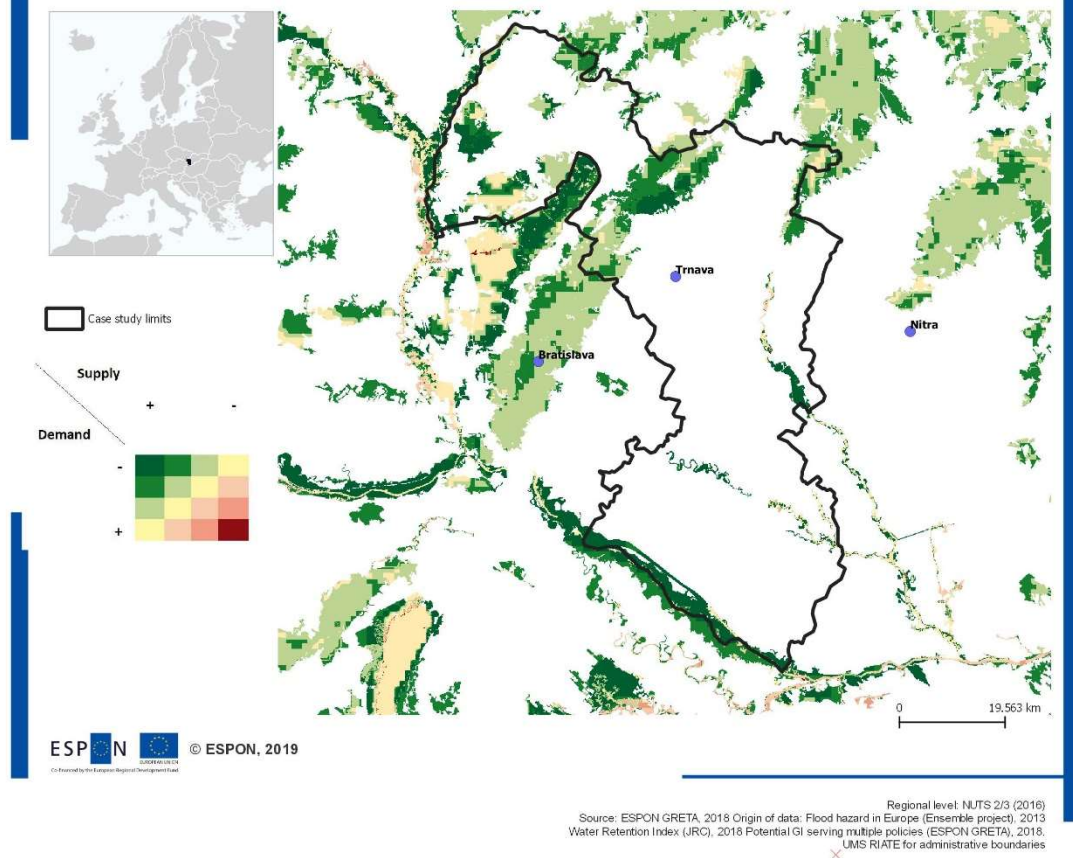 Trnava
Nitra
Bratislava
Case study limits
Supply
+ -
Demand
-
+
0 19.563 km
ESPON
EUROPEAN UNION
© ESPON, 2019
Co-financed by the European Regional Development Fund
Regional level: NUTS 2/3 (2016)
Source: ESPON GRETA, 2018 Origin of data: Flood hazard in Europe (Ensemble project), 2013
Water Retention Index (JRC), 2018 Potential GI serving multiple policies (ESPON GRETA), 2018.
UMS RIATE for administrative boundaries